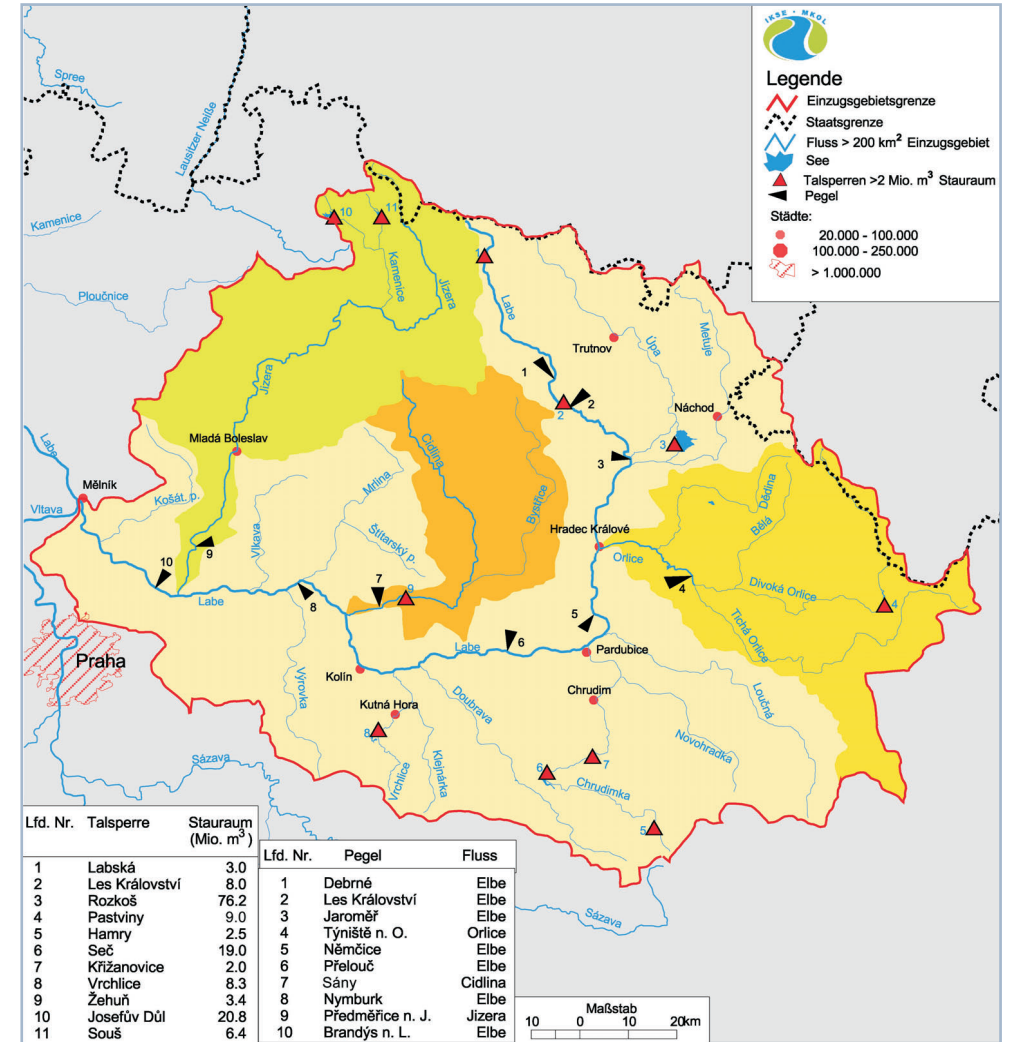 IKSE - MKOL
Legende
Einzugsgebietsgrenze
Staatsgrenze
Fluss > 200 km² Einzugsgebiet
See
Talsperren >2 Mio. m³ Stauraum
Pegel
Städte:
20.000 - 100.000
100.000 - 250.000
> 1.000.000
Spree
Lausitzer Neiße
Kamenice
Ploučnice
10
11
Kamenice
Jizera
1
Labe
Trutnov
Úpa
Metuje
1
2
2
Náchod
3
3
Jizera
Mladá Boleslav
Cidlina
Bystřice
Mrlina
Štítarský p.
Vlkava
Košát. p.
Labe
Mělník
Vltava
Hradec Králové
Orlice
Dědina
Bělá
Divoká Orlice
4
4
Tichá Orlice
10
9
Labe
8
7
9
5
Labe
6
Pardubice
Praha
Kolín
Výrovka
Kutná Hora
8
Vrchlice
Klejnárka
Doubrava
Chrudim
Loučná
Novohradka
7
6
Chrudimka
5
Sázava
Sázava
Lfd. Nr. Talsperre Stauraum
(Mio. m³)
1 Labská 3.0
2 Les Království 8.0
3 Rozkoš 76.2
4 Pastviny 9.0
5 Hamry 2.5
6 Seč 19.0
7 Křižanovice 2.0
8 Vrchlice 8.3
9 Žehuň 3.4
10 Josefův Důl 20.8
11 Souš 6.4
Lfd. Nr. Pegel Fluss
1 Debrné Elbe
2 Les Království Elbe
3 Jaroměř Elbe
4 Týniště n. O. Orlice
5 Němčice Elbe
6 Přelouč Elbe
7 Sány Cidlina
8 Nymburk Elbe
9 Předměřice n. J. Jizera
10 Brandýs n. L. Elbe
Maßstab
10 0 10 20km